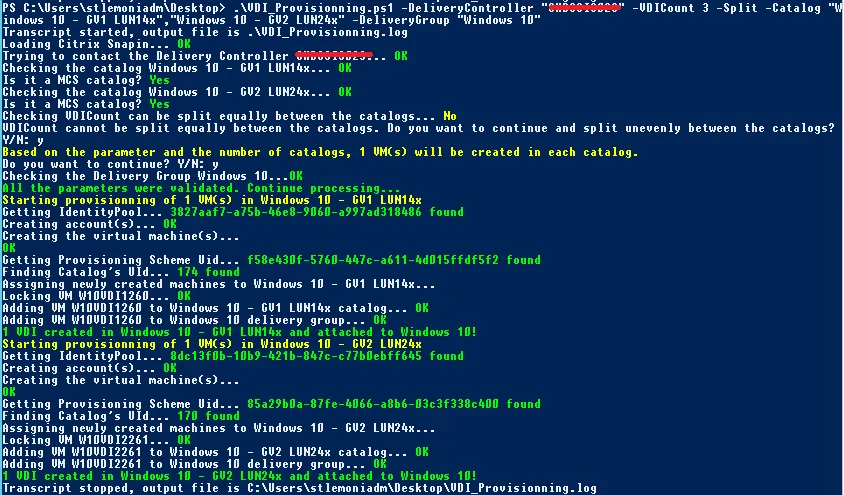 PS C:\Users\stlemoniadm\Desktop> .\VDI_Provisionning.ps1 -DeliveryController "" -VDICount 3 -Split -Catalog "W
indows 10 - GV1 LUN14x","Windows 10 - GV2 LUN24x" -DeliveryGroup "Windows 10"
Transcript started, output file is .\VDI_Provisionning.log
Loading Citrix Snapin... OK
Trying to contact the Delivery Controller ... OK
Checking the catalog Windows 10 - GV1 LUN14x... OK
Is it a MCS catalog? Yes
Checking the catalog Windows 10 - GV2 LUN24x... OK
Is it a MCS catalog? Yes
Checking VDICount can be split equally between the catalogs... No
VDICount cannot be split equally between the catalogs. Do you want to continue and split unevenly between the catalogs?
Y/N: y
Based on the parameter and the number of catalogs, 1 VM(s) will be created in each catalog.
Do you want to continue? Y/N: y
Checking the Delivery Group Windows 10...OK
All the parameters were validated. Continue processing...
Starting provisionning of 1 VM(s) in Windows 10 - GV1 LUN14x
Getting IdentityPool... 3827aaf7-a75b-46e8-9060-a997ad318486 found
Creating account(s)... OK
Creating the virtual machine(s)...
OK
Getting Provisioning Scheme Uid... f58e430f-5760-447c-a611-4d015ffdf5f2 found
Finding Catalog's UId... 174 found
Assigning newly created machines to Windows 10 - GV1 LUN14x...
Locking VM W10VDI1260... OK
Adding VM W10VDI1260 to Windows 10 - GV1 LUN14x catalog... OK
Adding VM W10VDI1260 to Windows 10 delivery group... OK
1 VDI created in Windows 10 - GV1 LUN14x and attached to Windows 10!
Starting provisionning of 1 VM(s) in Windows 10 - GV2 LUN24x
Getting IdentityPool... 8dc13f0b-10b9-421b-847c-c77b0ebff645 found
Creating account(s)... OK
Creating the virtual machine(s)...
OK
Getting Provisioning Scheme Uid... 85a29b0a-87fe-4066-a8b6-03c3f338c400 found
Finding Catalog's UId... 170 found
Assigning newly created machines to Windows 10 - GV2 LUN24x...
Locking VM W10VDI2261... OK
Adding VM W10VDI2261 to Windows 10 - GV2 LUN24x catalog... OK
Adding VM W10VDI2261 to Windows 10 delivery group... OK
1 VDI created in Windows 10 - GV2 LUN24x and attached to Windows 10!
Transcript stopped, output file is C:\Users\stlemoniadm\Desktop\VDI_Provisionning.log